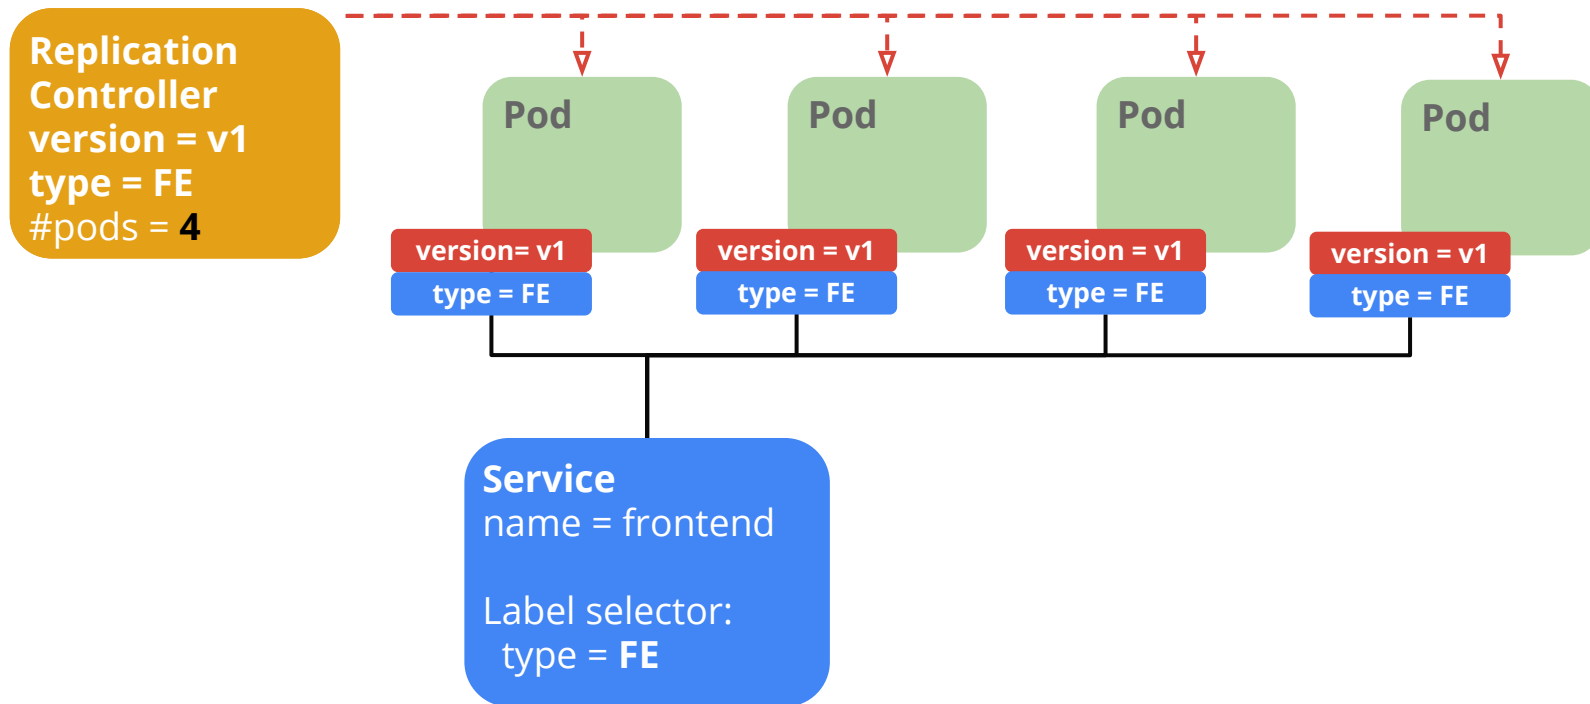 Replication
Controller
version = v1
type = FE
#pods = 4
Pod
version= v1
type = FE
Pod
version = v1
type = FE
Pod
version = v1
type = FE
Pod
version = v1
type = FE
Service
name = frontend
Label selector:
type = FE